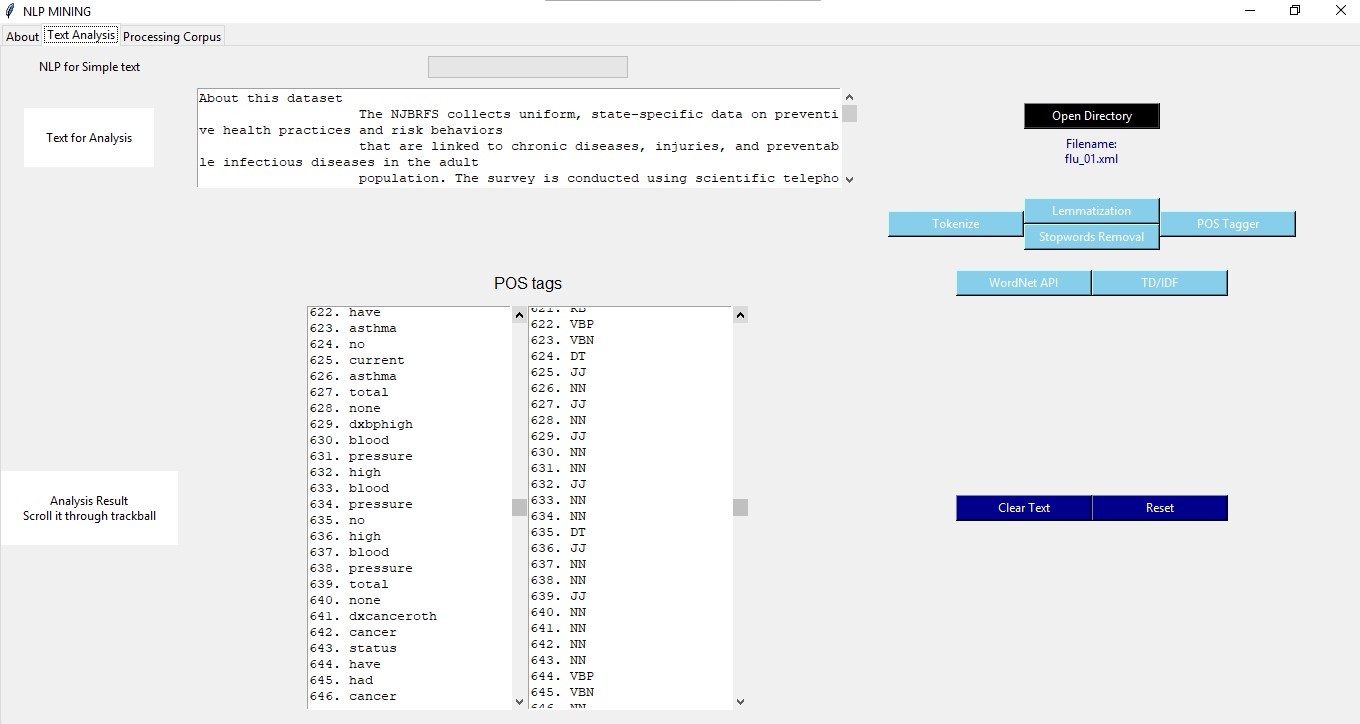 NLP MINING
About Text Analysis Processing Corpus
NLP for Simple text
Text for Analysis
About this dataset
The NJBRFS collects uniform, state-specific data on preventi
ve health practices and risk behaviors
that are linked to chronic diseases, injuries, and preventab
le infectious diseases in the adult
population. The survey is conducted using scientific telepho
Open Directory
Filename:
flu_01.xml
Tokenize
Lemmatization
Stopwords Removal
POS Tagger
WordNet API
TD/IDF
POS tags
622. have
623. asthma
624. no
625. current
626. asthma
627. total
628. none
629. dxbphigh
630. blood
631. pressure
632. high
633. blood
634. pressure
635. no
636. high
637. blood
638. pressure
639. total
640. none
641. dxcanceroth
642. cancer
643. status
644. have
645. had
646. cancer
621. RB
622. VBP
623. VBN
624. DT
625. JJ
626. NN
627. JJ
628. NN
629. JJ
630. NN
631. NN
632. JJ
633. NN
634. NN
635. DT
636. JJ
637. NN
638. NN
639. JJ
640. NN
641. NN
642. NN
643. NN
644. VBP
645. VBN
646. NN
Analysis Result
Scroll it through trackball
Clear Text
Reset